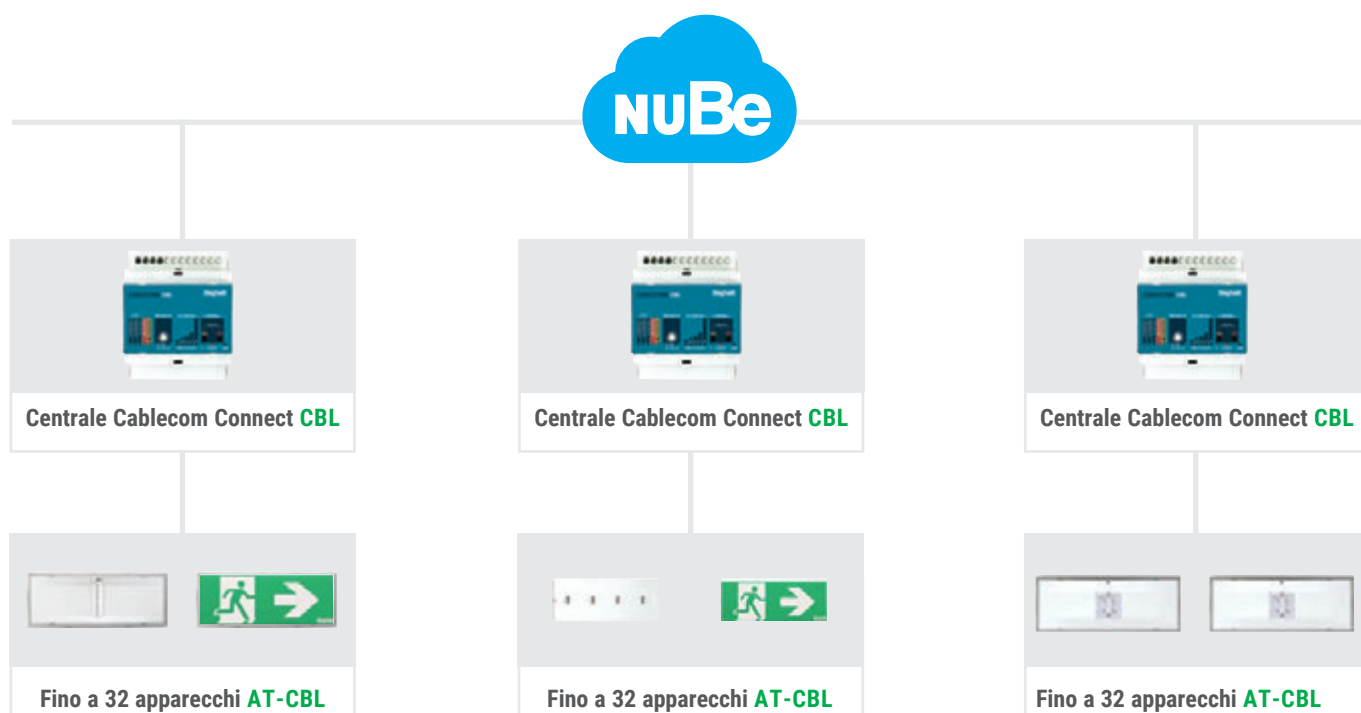 NUBe
Centrale Cablecom Connect CBL
Centrale Cablecom Connect CBL
Centrale Cablecom Connect CBL
Fino a 32 apparecchi AT-CBL
Fino a 32 apparecchi AT-CBL
Fino a 32 apparecchi AT-CBL